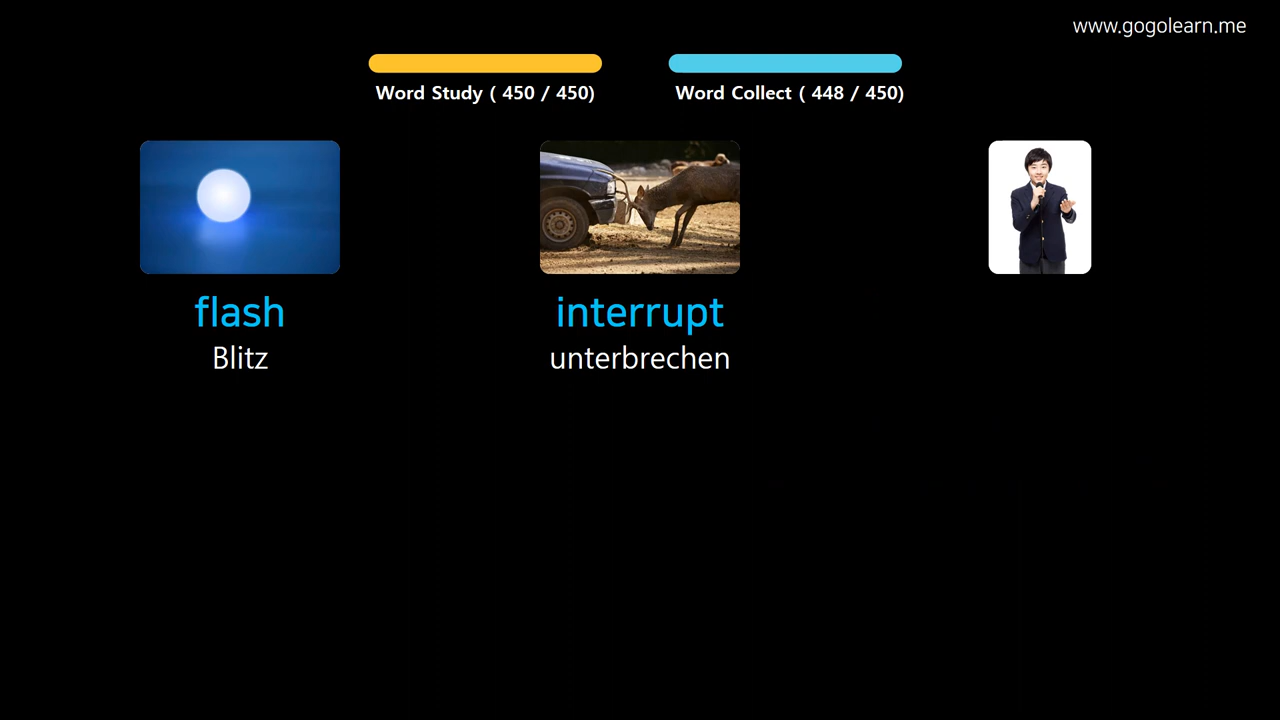 www.gogolearn.me
Word Study ( 450 / 450)
Word Collect ( 448 / 450)
flash
interrupt
Blitz
unterbrechen